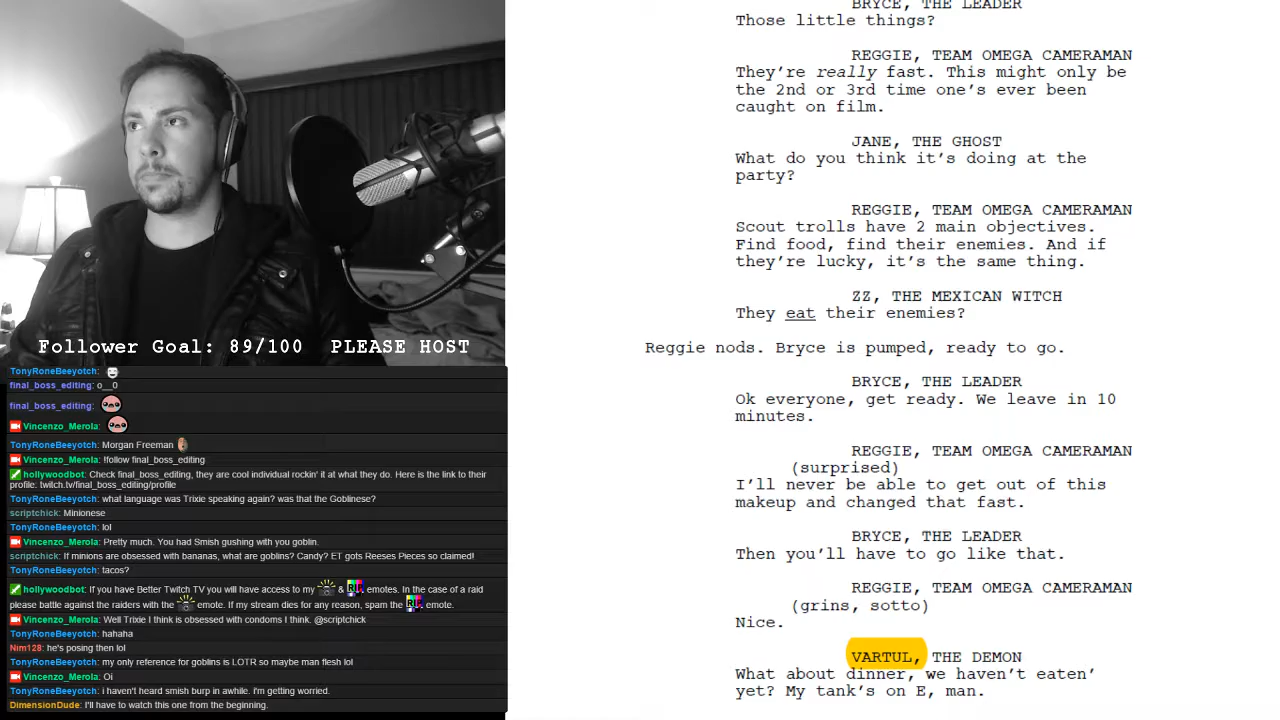 Follower Goal: 89/100 PLEASE HOST
TonyRoneBeeyotch:
final_boss_editing: o__0
final_boss_editing:
Vincenzo_Merola:
TonyRoneBeeyotch: Morgan Freeman
Vincenzo_Merola: !follow final_boss_editing
hollywoodbot: Check final_boss_editing, they are cool individual rockin' it at what they do. Here is the link to their
profile: twitch.tv/final_boss_editing/profile
TonyRoneBeeyotch: what language was Trixie speaking again? was that the Goblinese?
scriptchick: Minionese
TonyRoneBeeyotch: lol
Vincenzo_Merola: Pretty much. You had Smish gushing with you goblin.
scriptchick: If minions are obsessed with bananas, what are goblins? Candy? ET gots Reeses Pieces so claimed!
TonyRoneBeeyotch: tacos?
hollywoodbot: If you have Better Twitch TV you will have access to my & emotes. In the case of a raid
please battle against the raiders with the emote. If my stream dies for any reason, spam the emote.
Vincenzo_Merola: Well Trixie I think is obsessed with condoms I think. @scriptchick
TonyRoneBeeyotch: hahaha
Nim128: he's posing then lol
TonyRoneBeeyotch: my only reference for goblins is LOTR so maybe man flesh lol
Vincenzo_Merola: Oi
TonyRoneBeeyotch: i haven't heard smish burp in awhile. i'm getting worried.
DimensionDude: I'll have to watch this one from the beginning.
BRYCE, THE LEADER
Those little things?
REGGIE, TEAM OMEGA CAMERAMAN
They're really fast. This might only be
the 2nd or 3rd time one's ever been
caught on film.
JANE, THE GHOST
What do you think it's doing at the
party?
REGGIE, TEAM OMEGA CAMERAMAN
Scout trolls have 2 main objectives.
Find food, find their enemies. And if
they're lucky, it's the same thing.
ZZ, THE MEXICAN WITCH
They eat their enemies?
Reggie nods. Bryce is pumped, ready to go.
BRYCE, THE LEADER
Ok everyone, get ready. We leave in 10
minutes.
REGGIE, TEAM OMEGA CAMERAMAN
(surprised)
I'll never be able to get out of this
makeup and changed that fast.
BRYCE, THE LEADER
Then you'll have to go like that.
REGGIE, TEAM OMEGA CAMERAMAN
(grins, sotto)
Nice.
VARTUL, THE DEMON
What about dinner, we haven't eaten'
yet? My tank's on E, man.